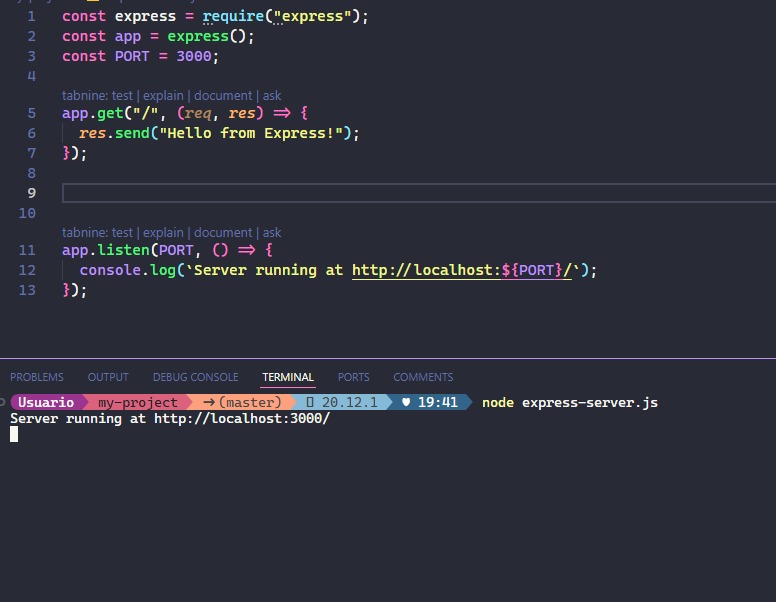 1 const express = require("express");
2 const app = express();
3 const PORT = 3000;
4
tabnine: test | explain | document | ask
5 app.get("/", (req, res) => {
6 res.send("Hello from Express!");
7 });
8
9
10
tabnine: test | explain | document | ask
11 app.listen(PORT, () => {
12 console.log(`Server running at http://localhost:${PORT}/`);
13 });
PROBLEMS OUTPUT DEBUG CONSOLE TERMINAL PORTS COMMENTS
Usuario my-project (master) 20.12.1 19:41 node express-server.js
Server running at http://localhost:3000/